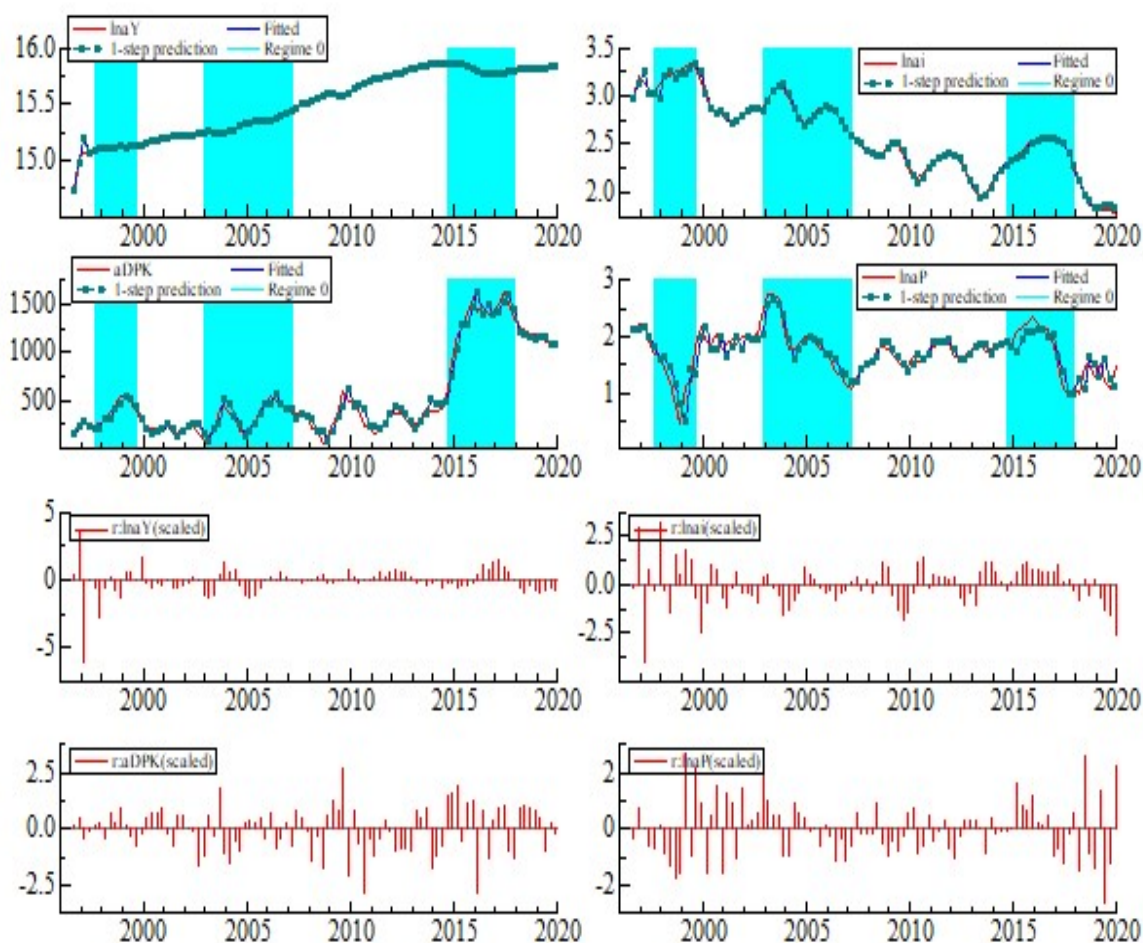 lnaY Fitted
1-step prediction Regime 0
16.0
15.5
15.0
2000 2005 2010 2015 2020
lnai Fitted
1-step prediction Regime 0
3.5
3.0
2.5
2.0
2000 2005 2010 2015 2020
aDPK Fitted
1-step prediction Regime 0
1500
1000
500
2000 2005 2010 2015 2020
lnaP Fitted
1-step prediction Regime 0
3
2
1
2000 2005 2010 2015 2020
r:lnaY(scaled)
5
0
-5
2000 2005 2010 2015 2020
r:lnai(scaled)
2.5
0.0
-2.5
2000 2005 2010 2015 2020
r:aDPK(scaled)
2.5
0.0
-2.5
2000 2005 2010 2015 2020
r:lnaP(scaled)
2
0
-2
2000 2005 2010 2015 2020